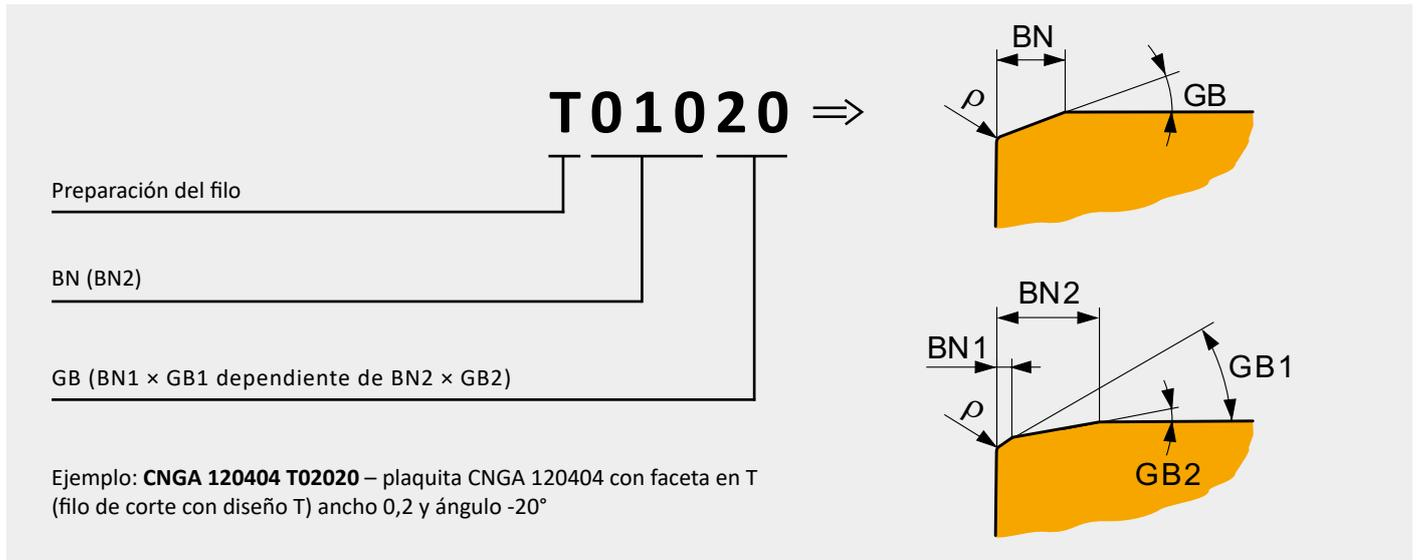 T01020 ⇒
Preparación del filo
BN (BN2)
GB (BN1 × GB1 dependiente de BN2 × GB2)
Ejemplo: CNGA 120404 T02020 – plaquita CNGA 120404 con faceta en T
(filo de corte con diseño T) ancho 0,2 y ángulo -20°
BN
ρ
GB
BN2
BN1
GB1
ρ
GB2